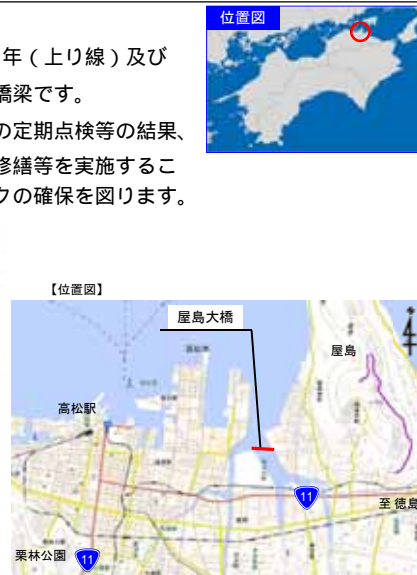 位置図
年（上り線）及び
橋梁です。
の定期点検等の結果、
修繕等を実施するこ
クの確保を図ります。
【位置図】
屋島大橋
屋島
高松駅
11
至 徳島
栗林公園
11